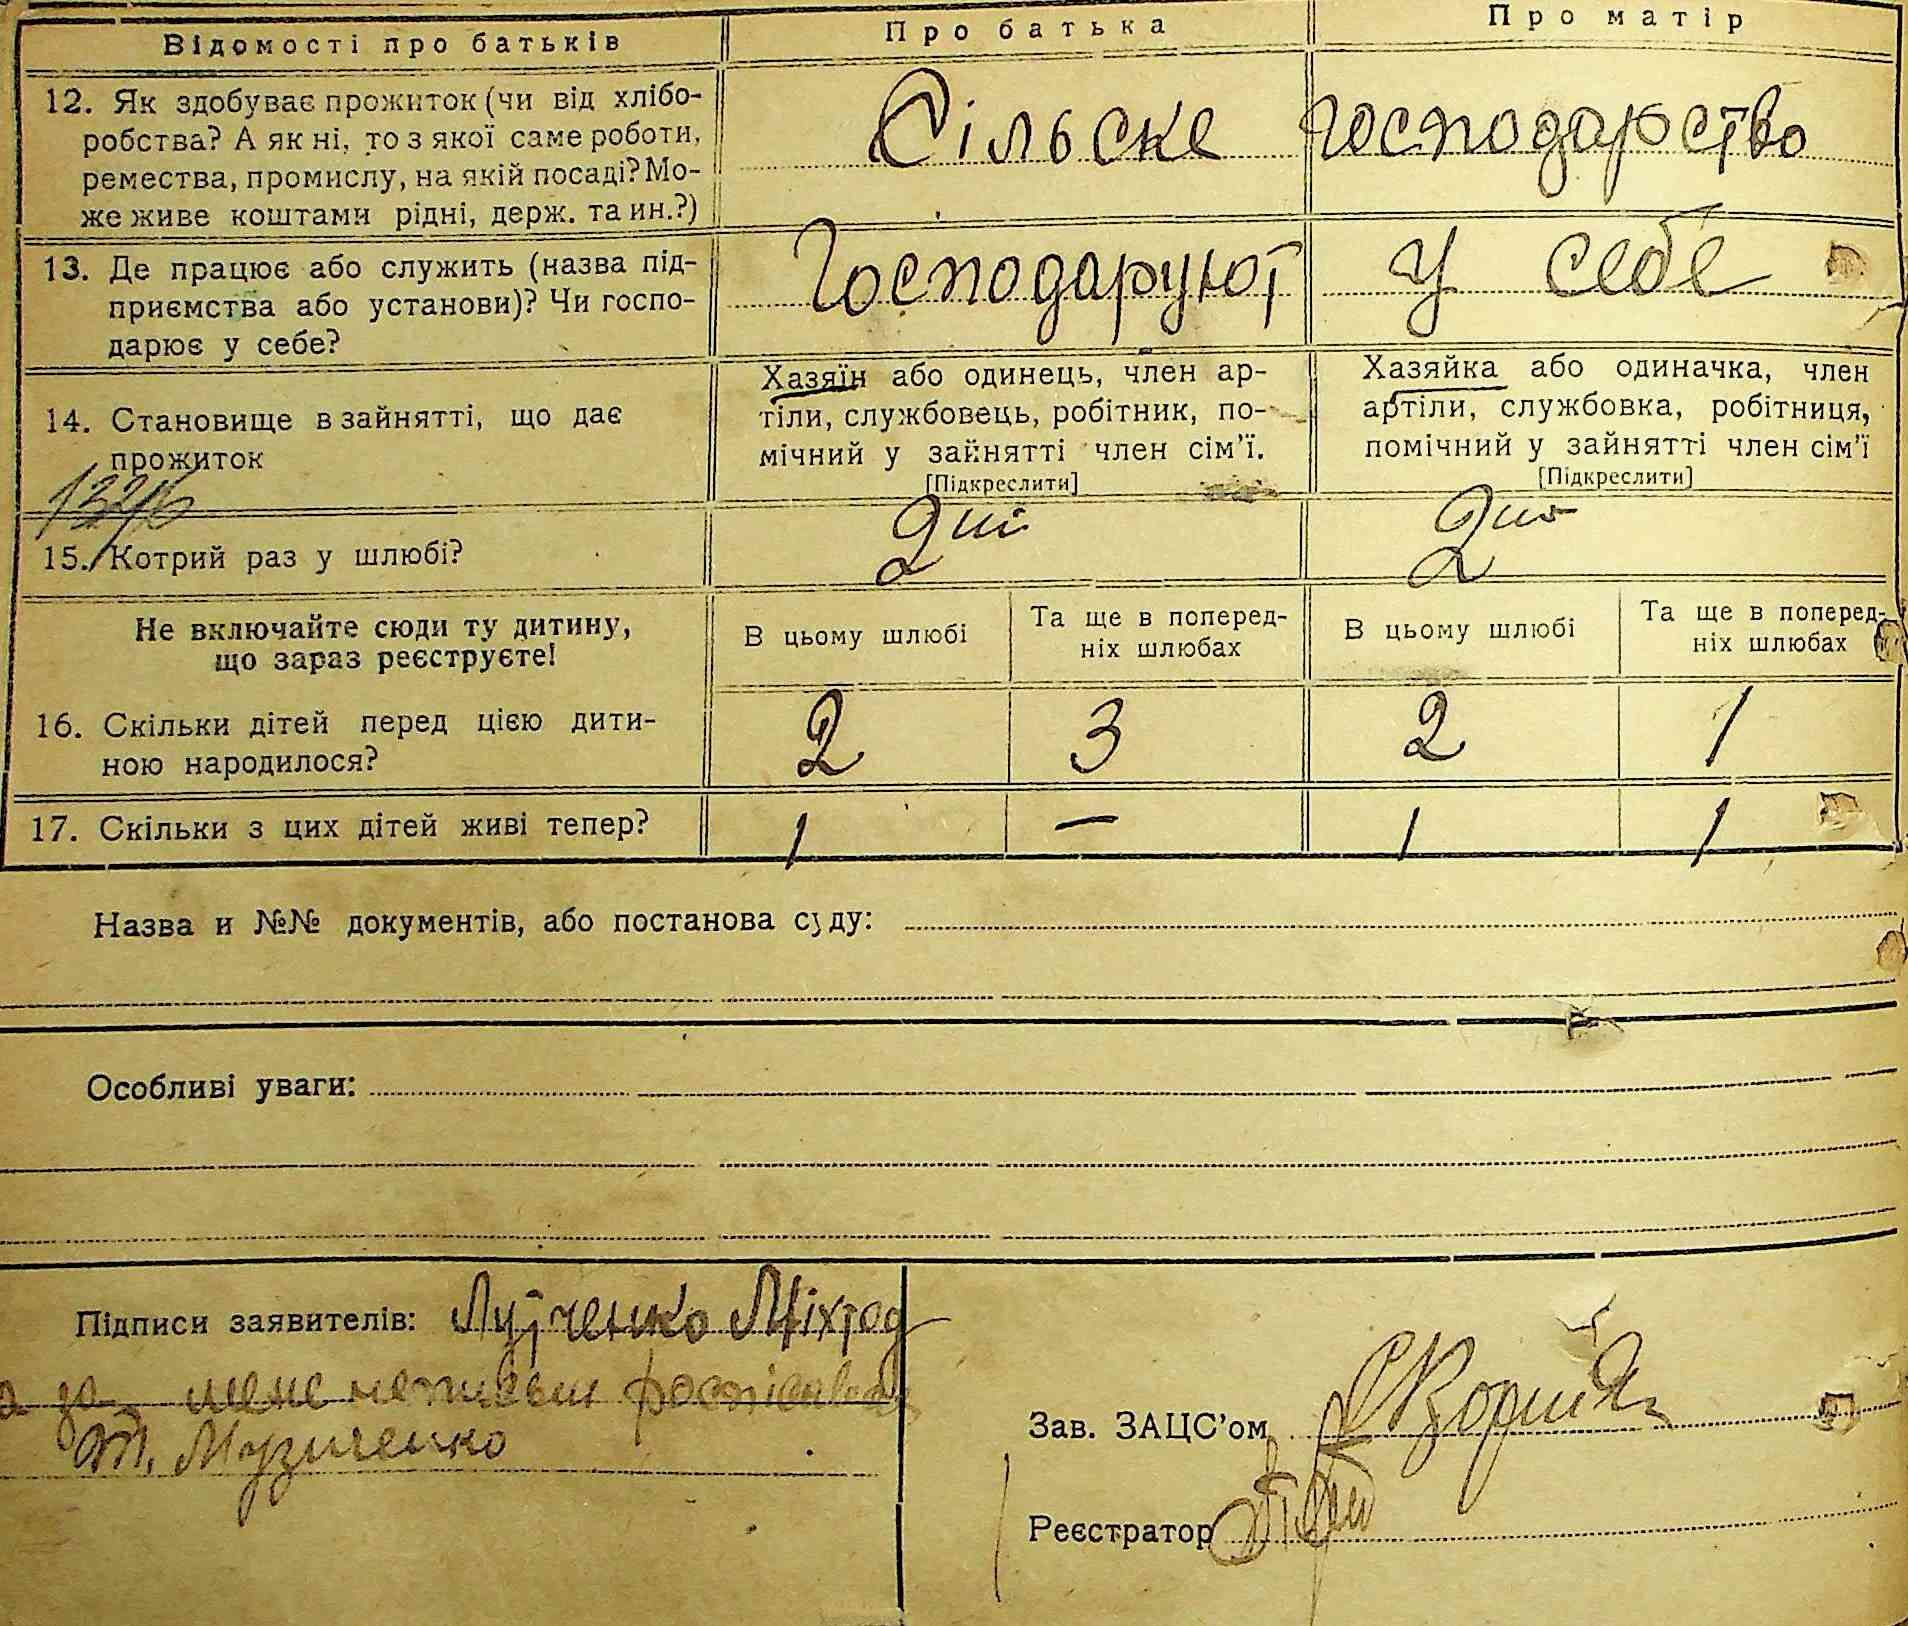 Відомості про батьків Про батька Про матір
12. Як здобуває прожиток (чи від хлібо-
робства? А як ні, то з якої саме роботи,
ремества, промислу, на якій посаді? Мо-
же живе коштами рідні, держ. та ин.?)
Сільске господарство
13. Де працює або служить (назва під-
приємства або установи)? Чи госпо-
дарює у себе?
Господарюют у себе
14. Становище в зайнятті, що дає
прожиток
Хазяїн або одинець, член ар-
тіли, службовець, робітник, по-
мічний у зайнятті член сім'ї.
[Підкреслити]
Хазяйка або одиначка, член
артіли, службовка, робітниця,
помічний у зайнятті член сім'ї
[Підкреслити]
15. Котрий раз у шлюбі? 2ий 2га
Не включайте сюди ту дитину,
що зараз реєструєте!
В цьому шлюбі
Та ще в поперед-
ніх шлюбах
В цьому шлюбі
Та ще в поперед-
ніх шлюбах
16. Скільки дітей перед цією дити-
ною народилося?
2 3 2 1
17. Скільки з цих дітей живі тепер? 1 — 1 1
Назва и №№ документів, або постанова суду:
Особливі уваги:
Підписи заявителів: Лутченко Міхтод
а за
Т. Музиченко
Зав. ЗАЦС'ом
Реєстратор